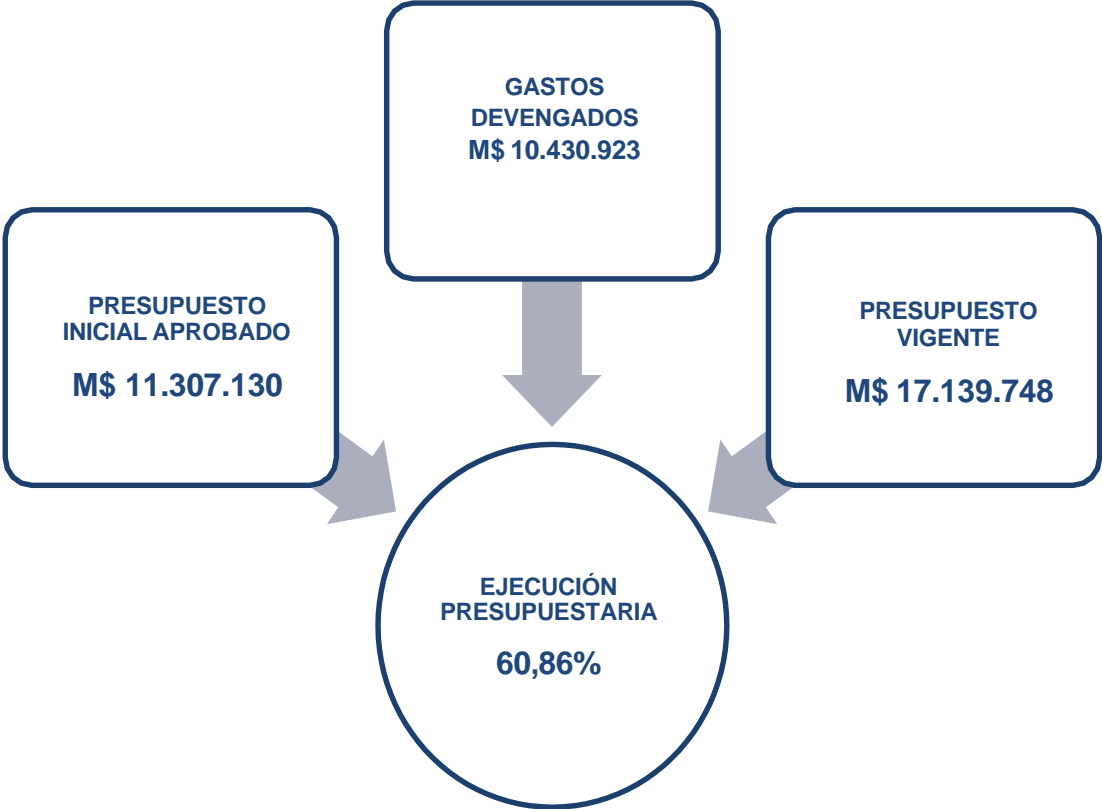 GASTOS
DEVENGADOS
M$ 10.430.923
PRESUPUESTO
INICIAL APROBADO
M$ 11.307.130
PRESUPUESTO
VIGENTE
M$ 17.139.748
EJECUCIÓN
PRESUPUESTARIA
60,86%